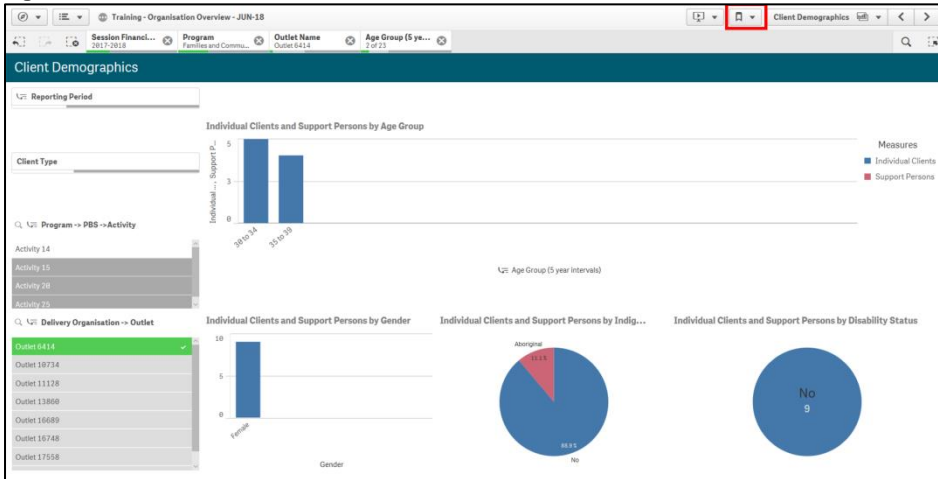 Training - Organisation Overview - JUN-18
Client Demographics
Session Financi...
2017-2018
Program
Families and Commu...
Outlet Name
Outlet 6414
Age Group (5 ye...
2 of 23
Client Demographics
Reporting Period
Client Type
Program -> PBS ->Activity
Activity 14
Activity 15
Activity 20
Activity 25
Delivery Organisation -> Outlet
Outlet 6414
Outlet 10734
Outlet 11128
Outlet 13860
Outlet 16689
Outlet 16748
Outlet 17558
Individual Clients and Support Persons by Age Group
Individual ..., Support P...
5
3
0
30 to 34
35 to 39
Age Group (5 year intervals)
Measures
Individual Clients
Support Persons
Individual Clients and Support Persons by Gender
10
5
0
Female
Gender
Individual Clients and Support Persons by Indig...
Aboriginal
11.1%
88.9%
No
Individual Clients and Support Persons by Disability Status
No
9